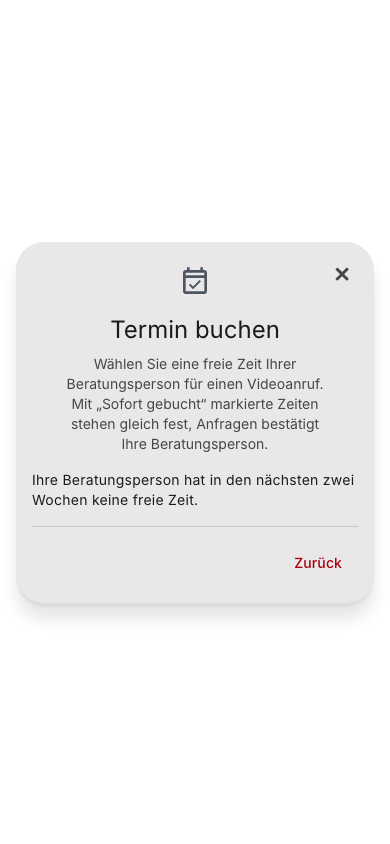 Termin buchen
Wählen Sie eine freie Zeit Ihrer
Beratungsperson für einen Videoanruf.
Mit „Sofort gebucht“ markierte Zeiten
stehen gleich fest, Anfragen bestätigt
Ihre Beratungsperson.
Ihre Beratungsperson hat in den nächsten zwei
Wochen keine freie Zeit.
Zurück